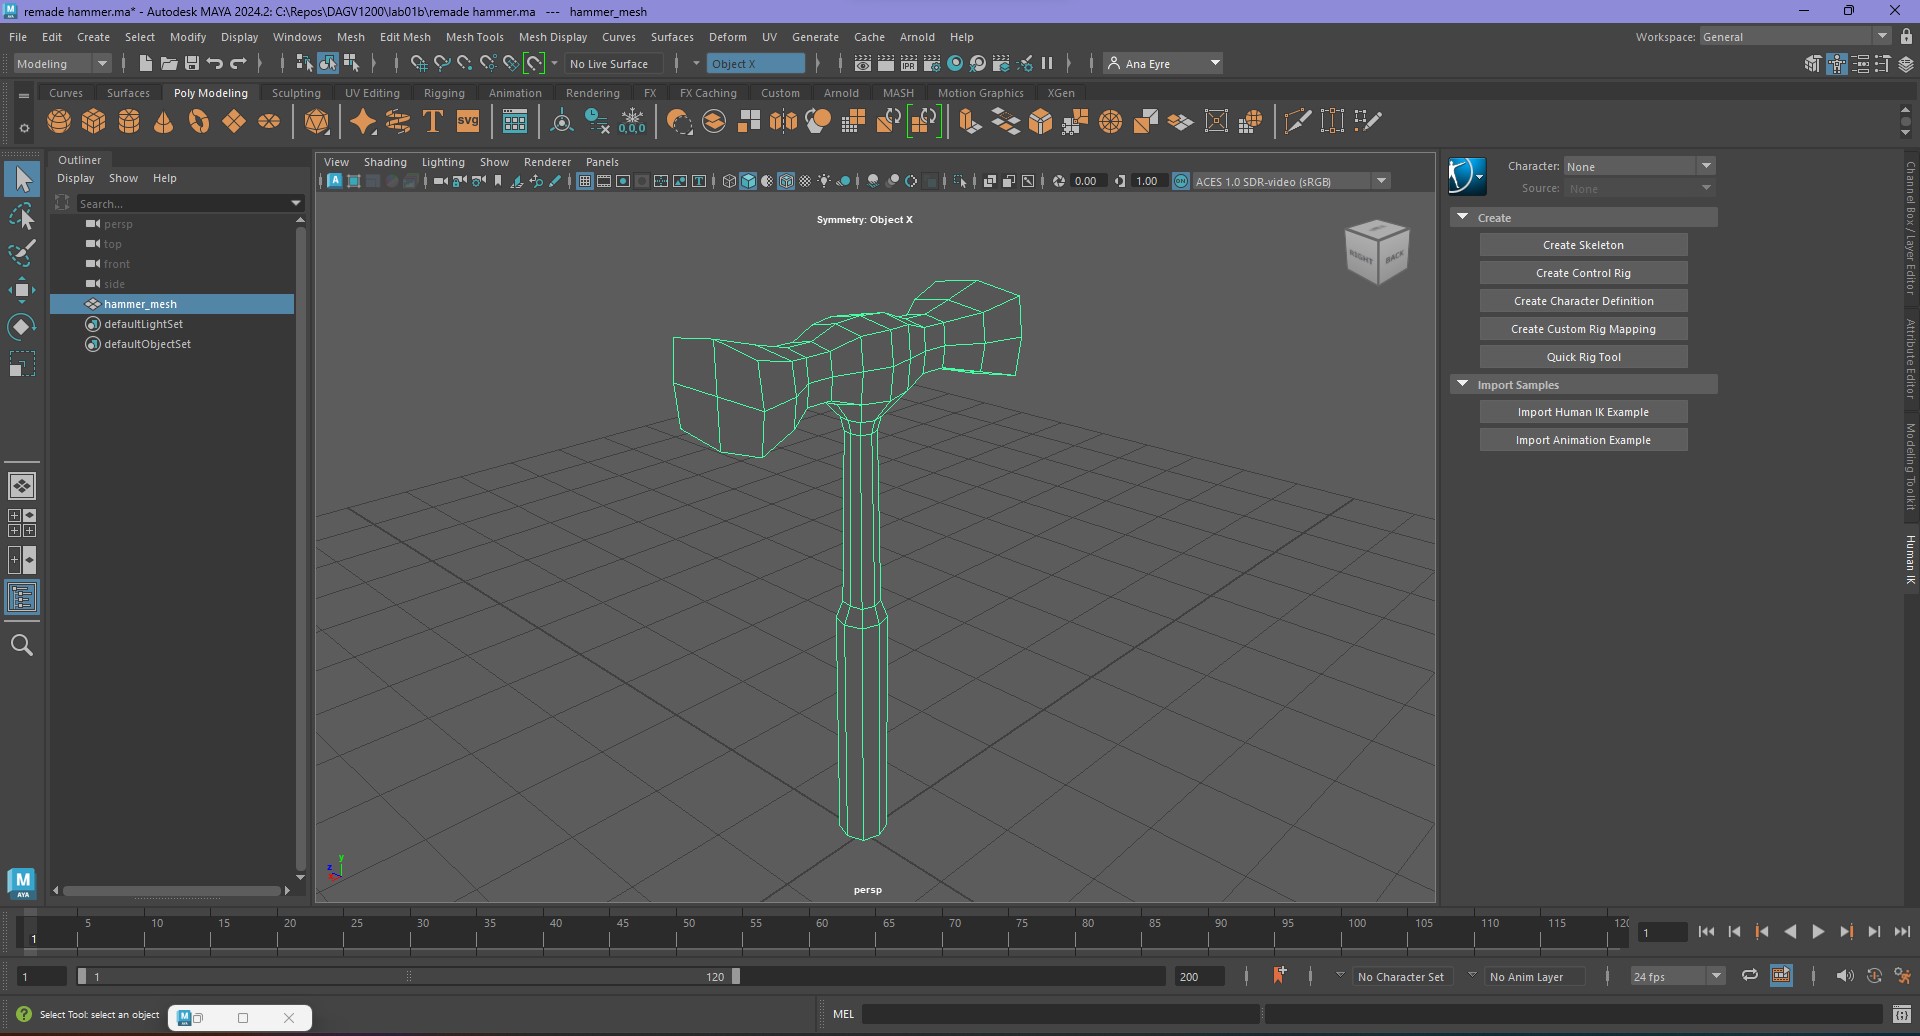 remade hammer.ma* - Autodesk MAYA 2024.2: C:\Repos\DAGV1200\lab01b\remade hammer.ma --- hammer_mesh
File Edit Create Select Modify Display Windows Mesh Edit Mesh Mesh Tools Mesh Display Curves Surfaces Deform UV Generate Cache Arnold Help
Workspace: General
Modeling
No Live Surface
Object X
IPR
Ana Eyre
Curves Surfaces Poly Modeling Sculpting UV Editing Rigging Animation Rendering FX FX Caching Custom Arnold MASH Motion Graphics XGen
T
svg
0,0,0
Outliner
Display Show Help
Search...
persp
top
front
side
hammer_mesh
defaultLightSet
defaultObjectSet
View Shading Lighting Show Renderer Panels
0.00
1.00
ON
ACES 1.0 SDR-video (sRGB)
Symmetry: Object X
RIGHT
BACK
persp
y
z
Character: None
Source: None
Create
Create Skeleton
Create Control Rig
Create Character Definition
Create Custom Rig Mapping
Quick Rig Tool
Import Samples
Import Human IK Example
Import Animation Example
Channel Box / Layer Editor
Attribute Editor
Modeling Toolkit
Human IK
M
AYA
5 10 15 20 25 30 35 40 45 50 55 60 65 70 75 80 85 90 95 100 105 110 115 120
1
1
1
1
120
200
No Character Set
No Anim Layer
24 fps
Select Tool: select an object
MEL